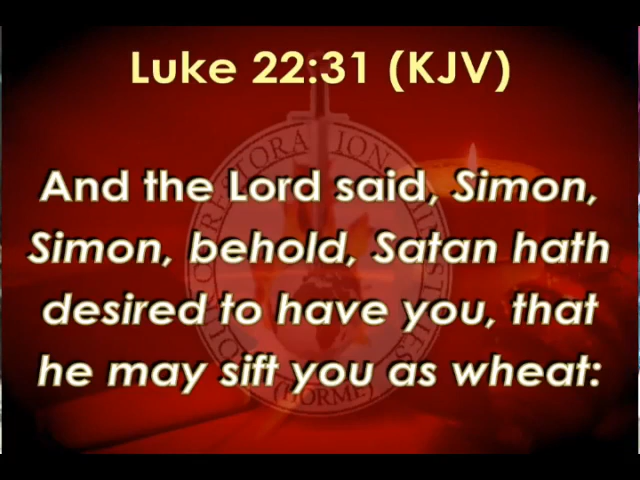 Luke 22:31 (KJV)
And the Lord said, Simon,
Simon, behold, Satan hath
desired to have you, that
he may sift you as wheat: